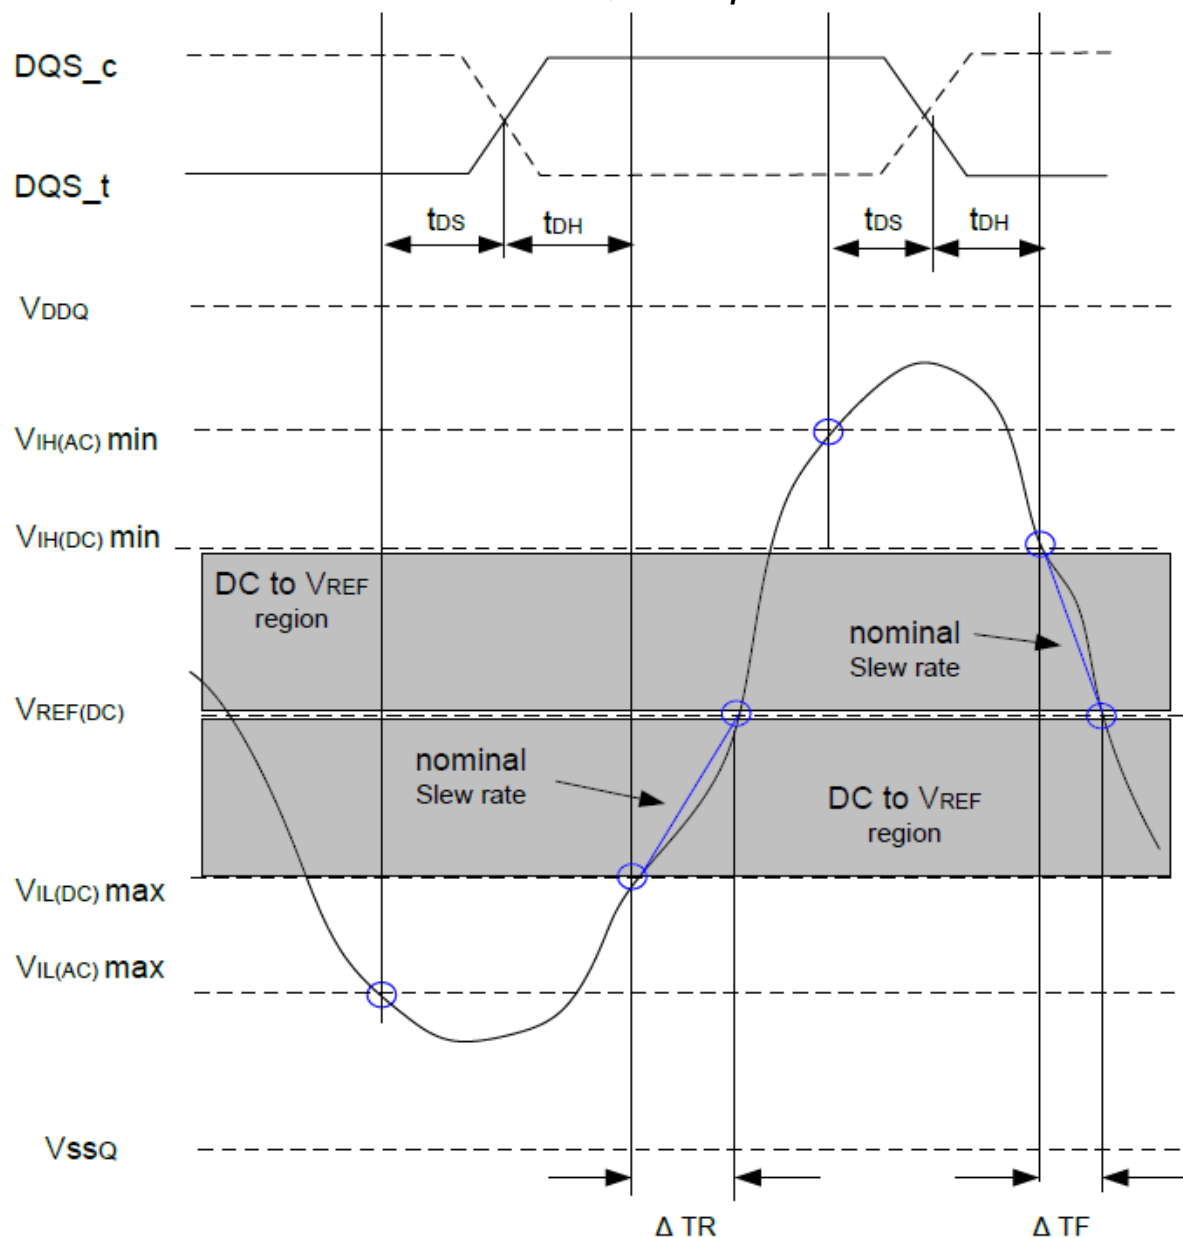 DQS_c
DQS_t
tDS tDH tDS tDH
VDDQ
VIH(AC) min
VIH(DC) min
DC to VREF
region
nominal
Slew rate
VREF(DC)
nominal
Slew rate
DC to VREF
region
VIL(DC) max
VIL(AC) max
VssQ
Δ TR Δ TF